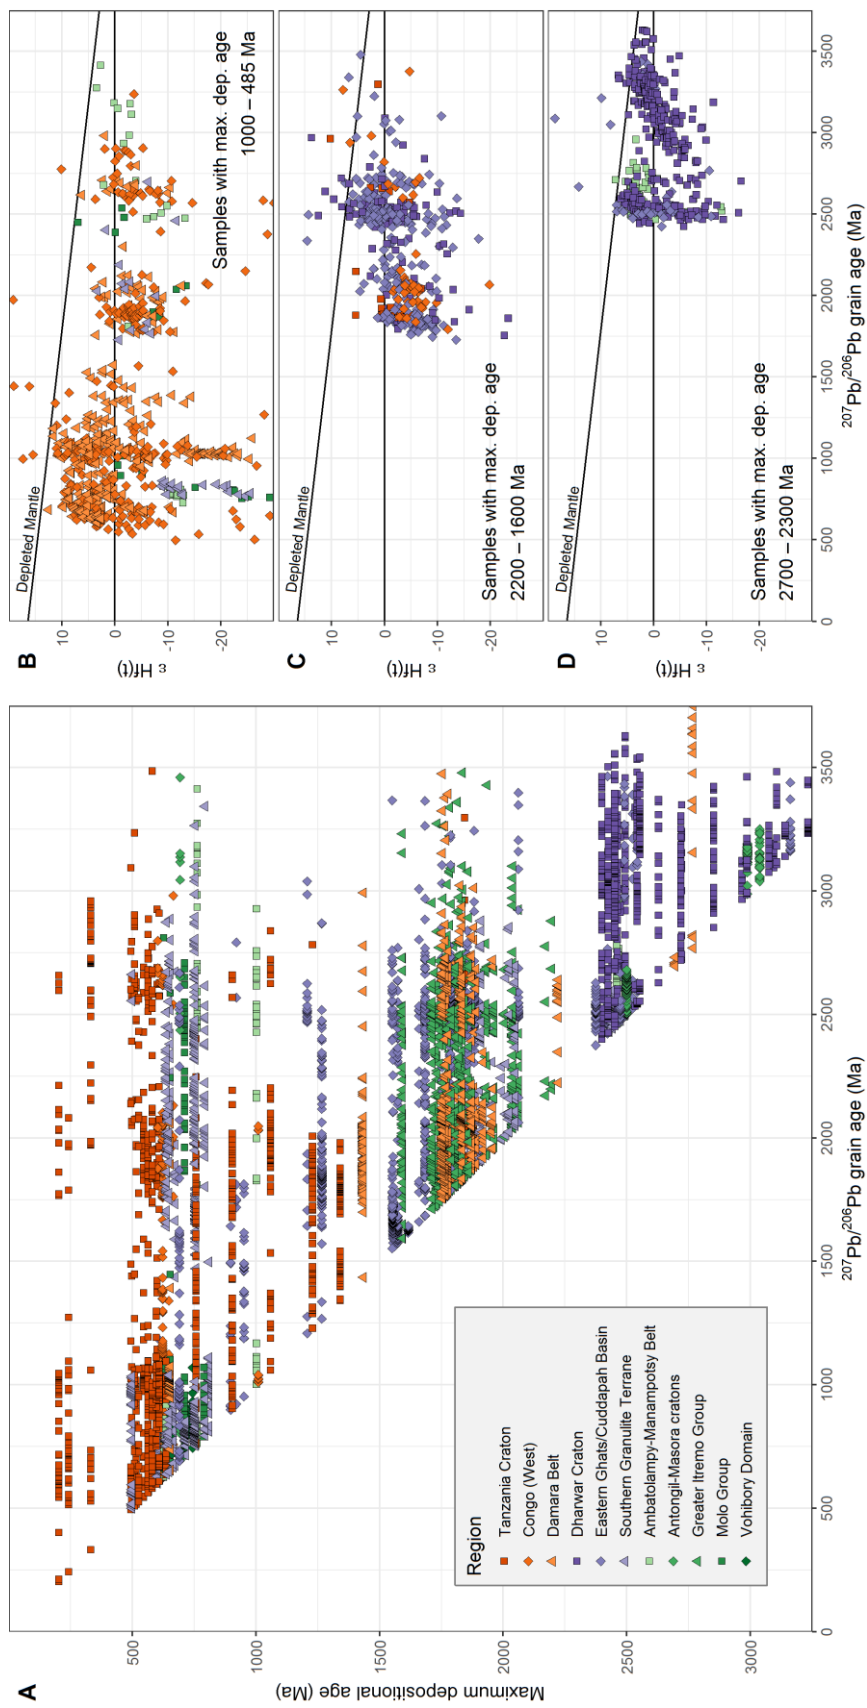 A
Maximum depositional age (Ma)
500
1000
1500
2000
2500
3000
0
500
1000
1500
2000
2500
3000
3500
207Pb/206Pb grain age (Ma)
Region
Tanzania Craton
Congo (West)
Damara Belt
Dharwar Craton
Eastern Ghats/Cuddapah Basin
Southern Granulite Terrane
Ambatolampy-Manampotsy Belt
Antongil-Masora cratons
Greater Itremo Group
Molo Group
Vohibory Domain
B
ε Hf(t)
10
0
-10
-20
Depleted Mantle
Samples with max. dep. age
1000 – 485 Ma
C
ε Hf(t)
10
0
-10
-20
Depleted Mantle
Samples with max. dep. age
2200 – 1600 Ma
D
ε Hf(t)
10
0
-10
-20
Depleted Mantle
Samples with max. dep. age
2700 – 2300 Ma
0
500
1000
1500
2000
2500
3000
3500
207Pb/206Pb grain age (Ma)